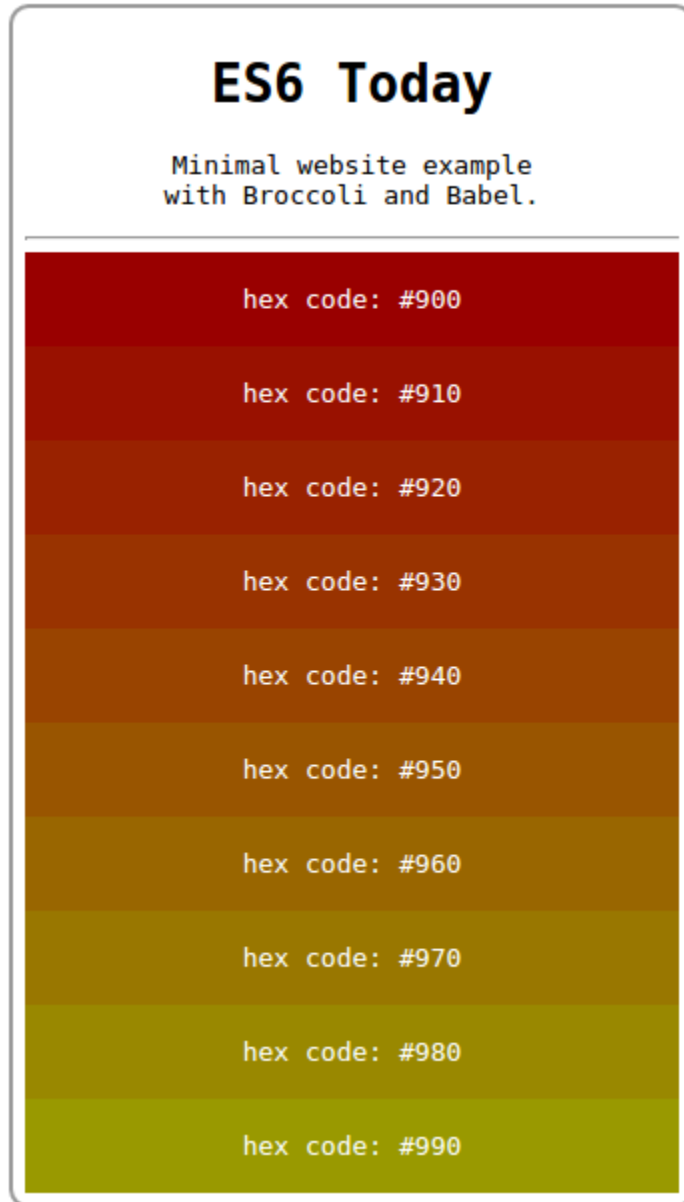 ES6 Today
Minimal website example
with Broccoli and Babel.
hex code: #900
hex code: #910
hex code: #920
hex code: #930
hex code: #940
hex code: #950
hex code: #960
hex code: #970
hex code: #980
hex code: #990